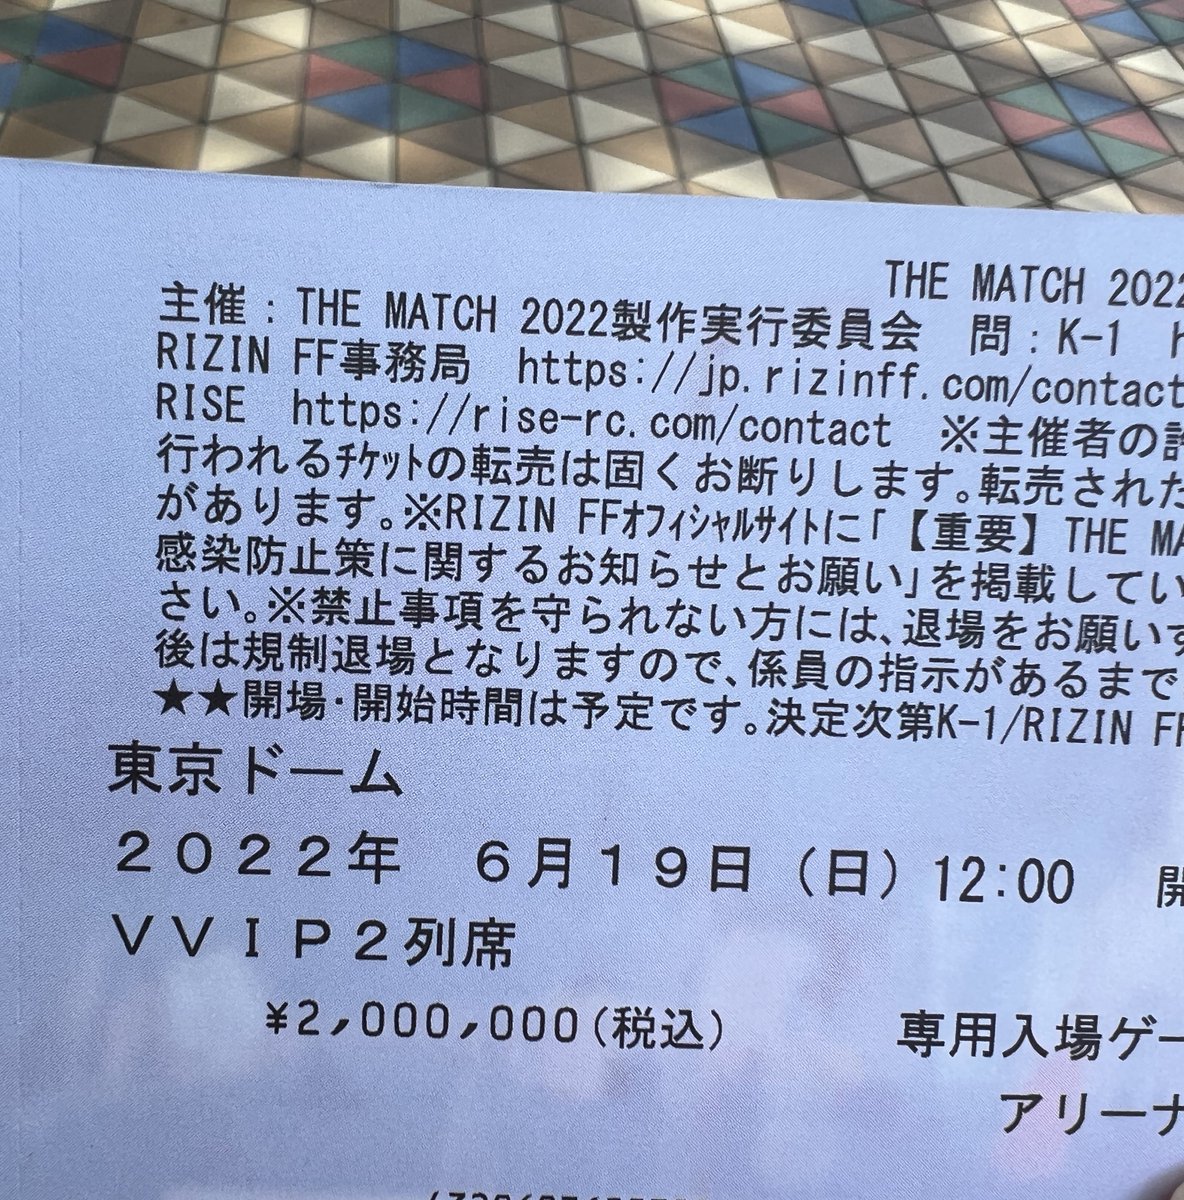 THE MATCH 2022
主催：THE MATCH 2022製作実行委員会　問：K-1
RIZIN FF事務局　https://jp.rizinff.com/contact
RISE　https://rise-rc.com/contact　※主催者の許
行われるﾁｹｯﾄの転売は固くお断りします。転売された
があります。※RIZIN FFｵﾌｨｼｬﾙｻｲﾄに「【重要】THE MA
感染防止策に関するお知らせとお願い」を掲載してい
さい。※禁止事項を守られない方には、退場をお願いす
後は規制退場となりますので、係員の指示があるまで
★★開場･開始時間は予定です。決定次第K-1/RIZIN FF
東京ドーム
２０２２年　６月１９日（日）12:00　開
ＶＶＩＰ２列席
¥2,000,000(税込)　専用入場ゲー
アリーナ